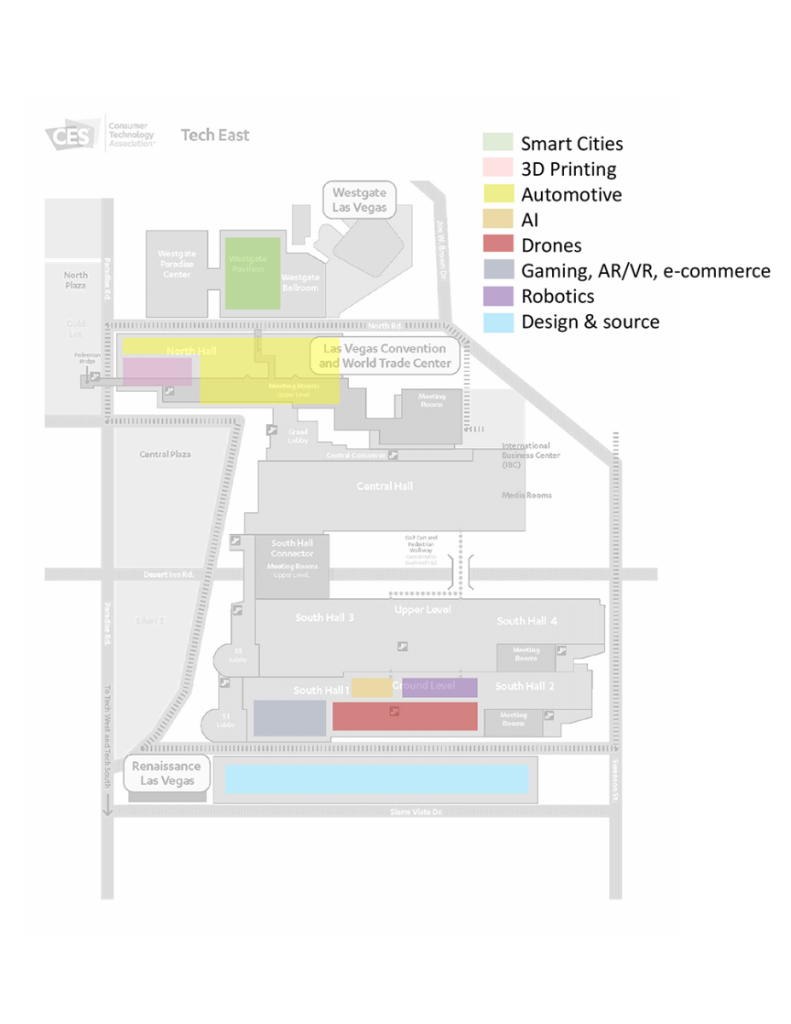 CES
Consumer
Technology
Association
Tech East
Smart Cities
3D Printing
Automotive
AI
Drones
Gaming, AR/VR, e-commerce
Robotics
Design & source
Westgate
Las Vegas
Joe W. Brown Dr.
Westgate
Paradise
Center
Westgate
Pavilion
Westgate
Ballroom
North
Plaza
Paradise Rd.
Gold
Lot
North Rd.
North Hall
Las Vegas Convention
and World Trade Center
Pedestrian
Bridge
Meeting Rooms
Upper Level
Meeting
Rooms
Grand
Lobby
Central Plaza
Central Concourse
International
Business Center
(IBC)
Central Hall
Media Rooms
South Hall
Connector
Meeting Rooms
Upper Level
Golf Cart and
Pedestrian
Walkway
Desert Inn Rd.
Paradise Rd.
Upper Level
South Hall 3
South Hall 4
Meeting
Rooms
S3
Lobby
South Hall 1
Ground Level
South Hall 2
S1
Lobby
Meeting
Rooms
To Tech West and Tech South
Renaissance
Las Vegas
Swenson St.
Sierra Vista Dr.